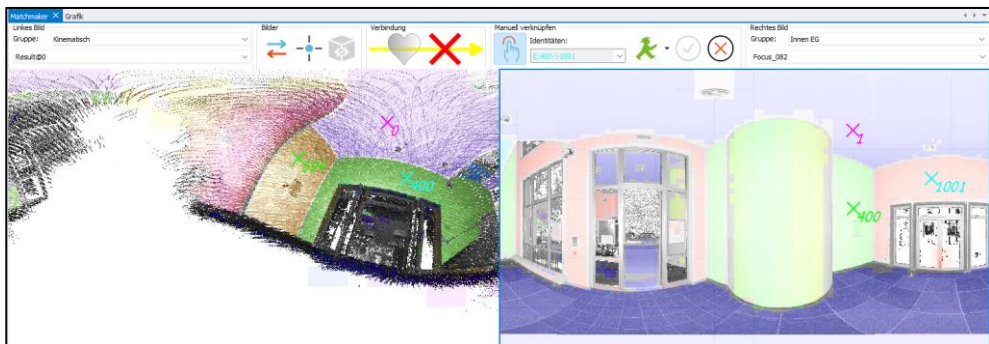 Matchmaker Grafik
Linkes Bild Bilder Verbindung Manuell verknüpfen Rechtes Bild
Gruppe: Kinematisch Identitäten: Gruppe: Innen EG
Result@0 E:400->1001 Focus_082
0
400
1
1001
400